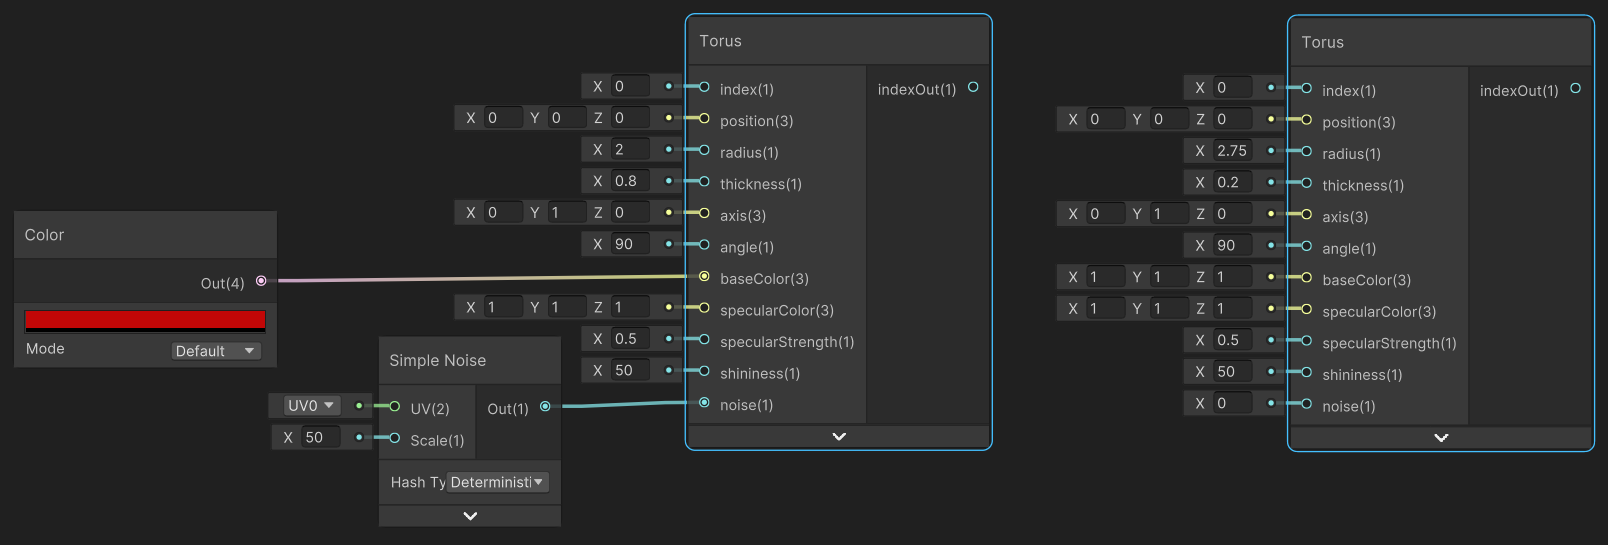 Color
Out(4)
Mode Default
Simple Noise
UV0 UV(2) Out(1)
X 50 Scale(1)
Hash Ty Deterministi
Torus
X 0 index(1) indexOut(1)
X 0 Y 0 Z 0 position(3)
X 2 radius(1)
X 0.8 thickness(1)
X 0 Y 1 Z 0 axis(3)
X 90 angle(1)
baseColor(3)
X 1 Y 1 Z 1 specularColor(3)
X 0.5 specularStrength(1)
X 50 shininess(1)
noise(1)
Torus
X 0 index(1) indexOut(1)
X 0 Y 0 Z 0 position(3)
X 2.75 radius(1)
X 0.2 thickness(1)
X 0 Y 1 Z 0 axis(3)
X 90 angle(1)
X 1 Y 1 Z 1 baseColor(3)
X 1 Y 1 Z 1 specularColor(3)
X 0.5 specularStrength(1)
X 50 shininess(1)
X 0 noise(1)